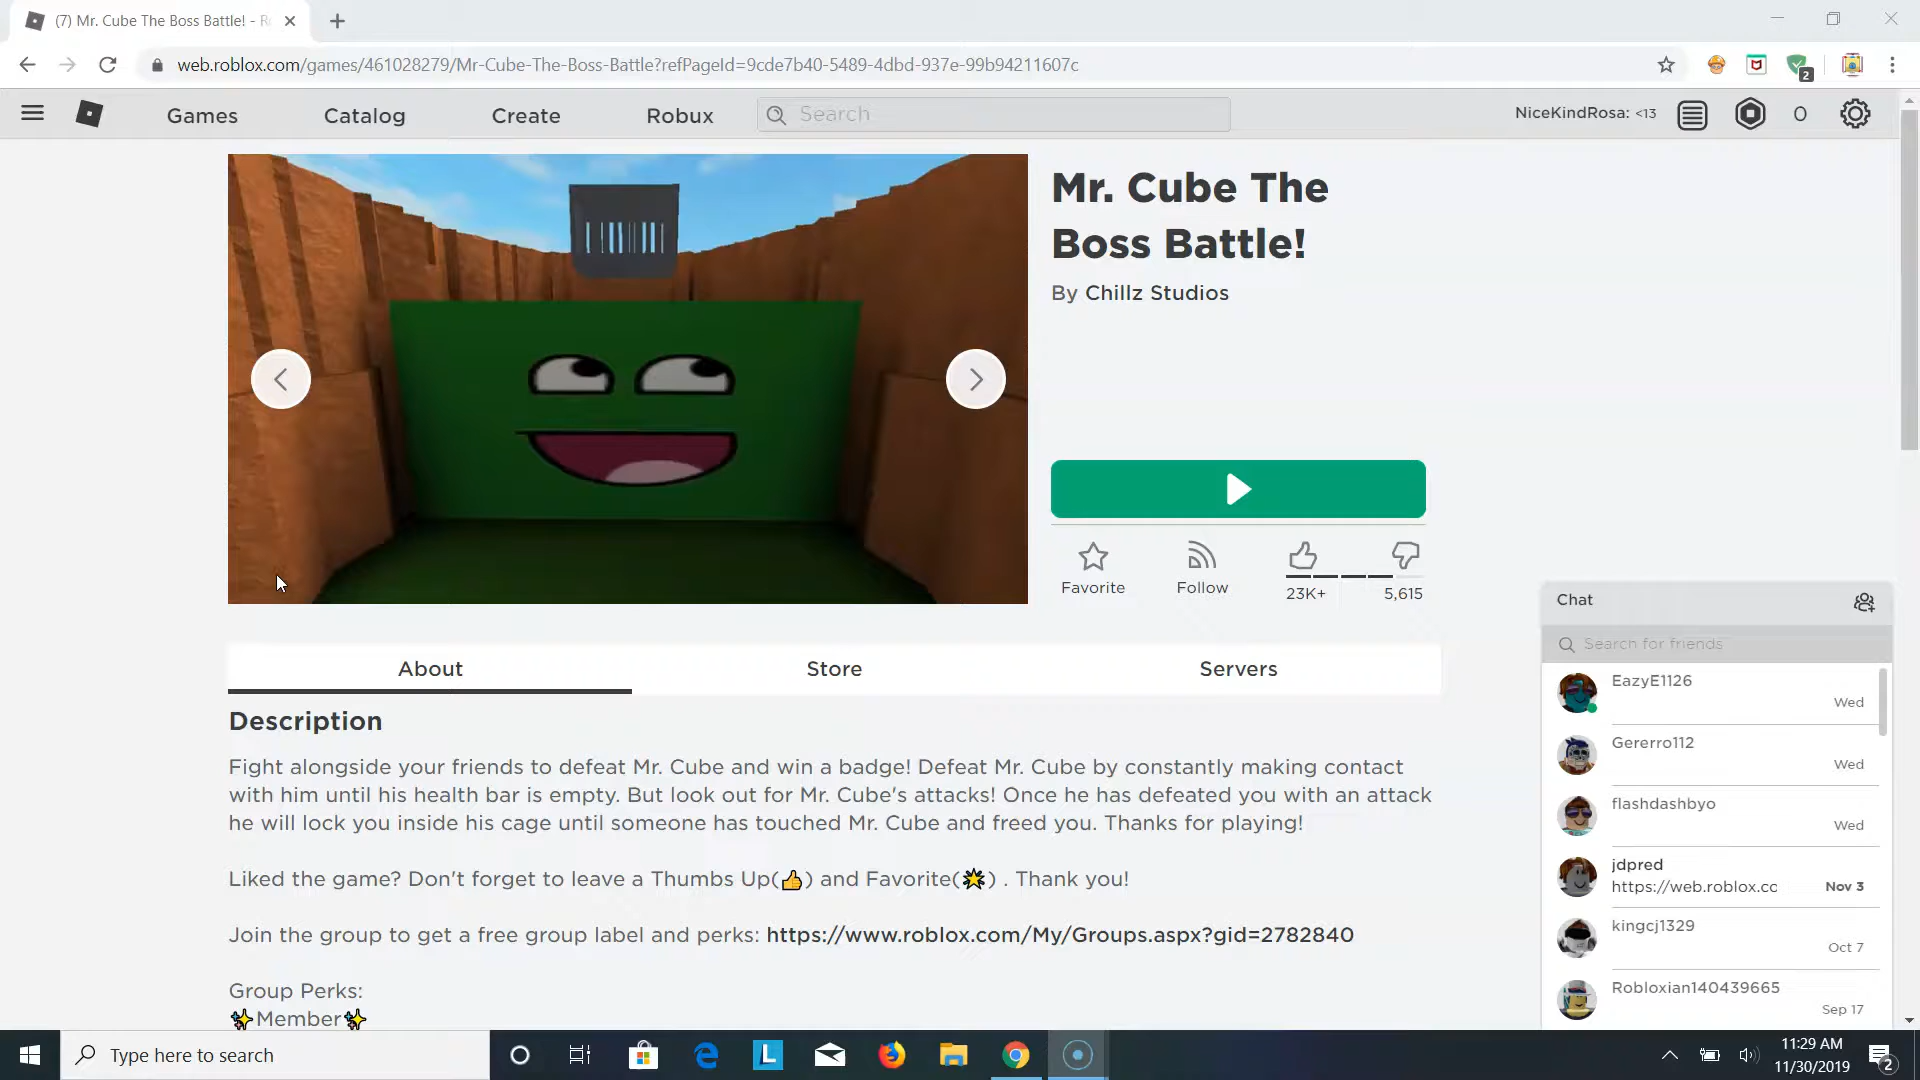 (7) Mr. Cube The Boss Battle! - R
web.roblox.com/games/461028279/Mr-Cube-The-Boss-Battle?refPageId=9cde7b40-5489-4dbd-937e-99b94211607c
2
Games
Catalog
Create
Robux
Search
NiceKindRosa: <13
0
Mr. Cube The
Boss Battle!
By Chillz Studios
Favorite
Follow
23K+
5,615
About
Store
Servers
Description
Fight alongside your friends to defeat Mr. Cube and win a badge! Defeat Mr. Cube by constantly making contact
with him until his health bar is empty. But look out for Mr. Cube's attacks! Once he has defeated you with an attack
he will lock you inside his cage until someone has touched Mr. Cube and freed you. Thanks for playing!
Liked the game? Don't forget to leave a Thumbs Up(👍) and Favorite(🌟) . Thank you!
Join the group to get a free group label and perks: https://www.roblox.com/My/Groups.aspx?gid=2782840
Group Perks:
✨Member✨
Chat
Search for friends
EazyE1126
Wed
Gererro112
Wed
flashdashbyo
Wed
jdpred
https://web.roblox.cc
Nov 3
kingcj1329
Oct 7
Robloxian140439665
Sep 17
Type here to search
L
11:29 AM
11/30/2019
2